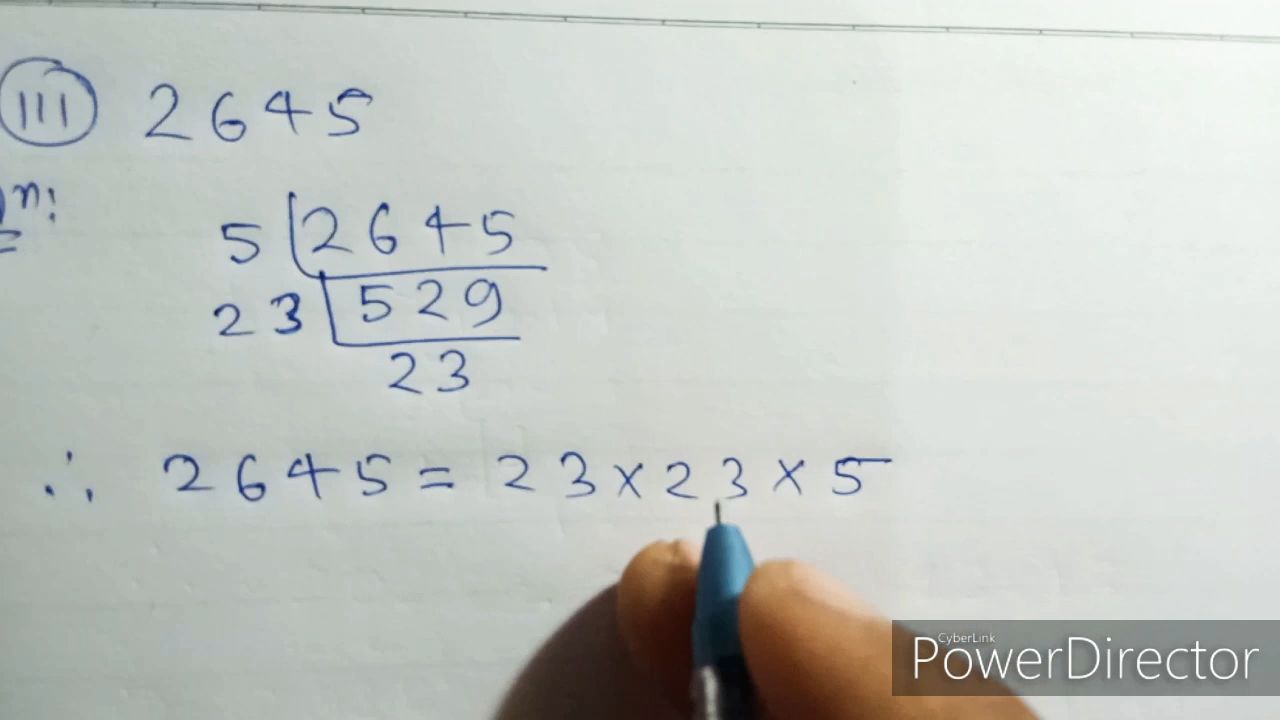 III 2645
n:
5 2645
23 529
23
∴ 2645 = 23 × 23 × 5
CyberLink
PowerDirector